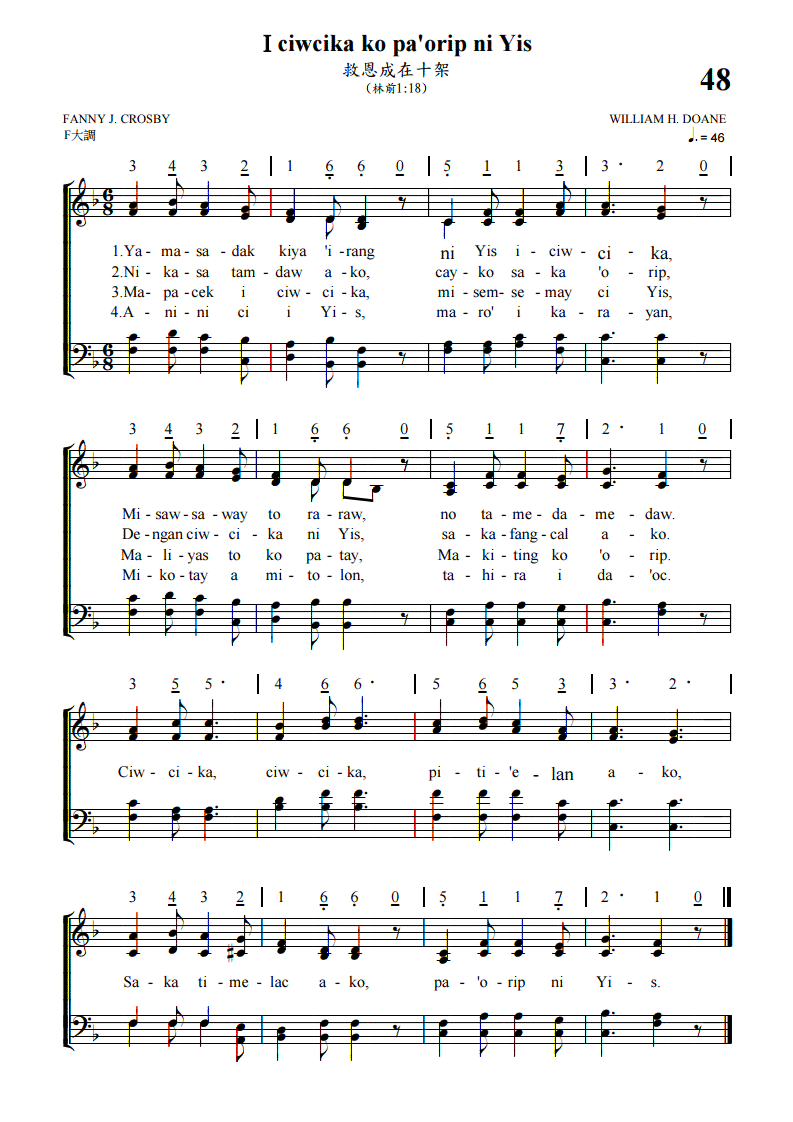 I ciwcika ko pa'orip ni Yis
救恩成在十架
(林前1:18)
48
FANNY J. CROSBY
WILLIAM H. DOANE
F大調
♩. = 46
3 4 3 2 | 1 6 6 0 | 5 1 1 3 | 3 · 2 0 |
1.Ya - ma - sa - dak kiya 'i - rang ni Yis i - ciw - ci - ka,
2.Ni - ka - sa tam - daw a - ko, cay - ko sa - ka 'o - rip,
3.Ma - pa - cek i ciw - ci - ka, mi - sem - se - may ci Yis,
4.A - ni - ni ci i Yi - s, ma - ro' i ka - ra - yan,
3 4 3 2 | 1 6 6 0 | 5 1 1 7 | 2 · 1 0 |
Mi - saw - sa - way to ra - raw, no ta - me - da - me - daw.
De - ngan ciw - ci - ka ni Yis, sa - ka - fang - cal a - ko.
Ma - li - yas to ko pa - tay, Ma - ki - ting ko 'o - rip.
Mi - ko - tay a mi - to - lon, ta - hi - ra i da - 'oc.
3 5 5 · | 4 6 6 · | 5 6 5 3 | 3 · 2 · |
Ciw - ci - ka, ciw - ci - ka, pi - ti - 'e - lan a - ko,
3 4 3 2 | 1 6 6 0 | 5 1 1 7 | 2 · 1 0
Sa - ka ti - me - lac a - ko, pa - 'o - rip ni Yi - s.